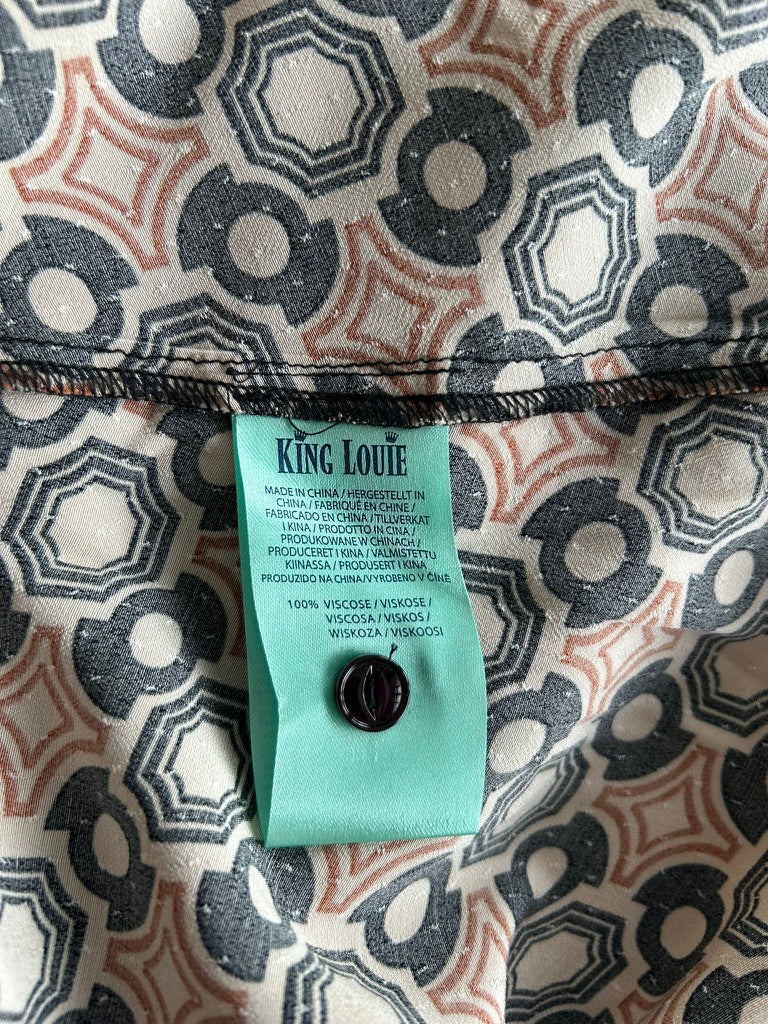 KING LOUIE
MADE IN CHINA / HERGESTELLT IN
CHINA / FABRIQUÉ EN CHINE /
FABRICADO EN CHINA / TILLVERKAT
I KINA / PRODOTTO IN CINA /
PRODUKOWANE W CHINACH /
PRODUCERET I KINA / VALMISTETTU
KIINASSA / PRODUSERT I KINA
PRODUZIDO NA CHINA/VYROBENO V ČÍNĚ
100% VISCOSE / VISKOSE /
VISCOSA / VISKOS /
WISKOZA / VISKOOSI